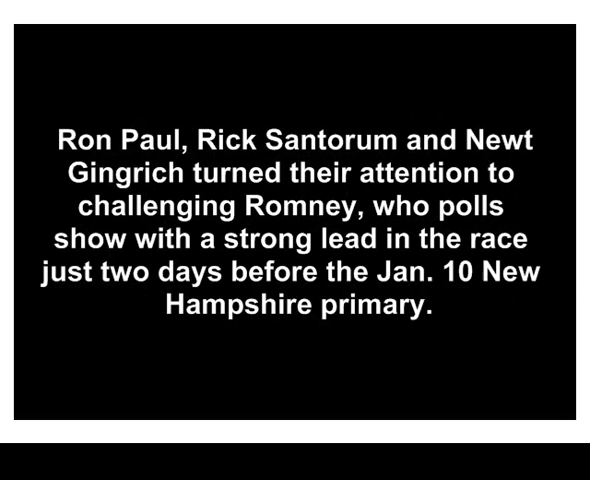 Ron Paul, Rick Santorum and Newt
Gingrich turned their attention to
challenging Romney, who polls
show with a strong lead in the race
just two days before the Jan. 10 New
Hampshire primary.